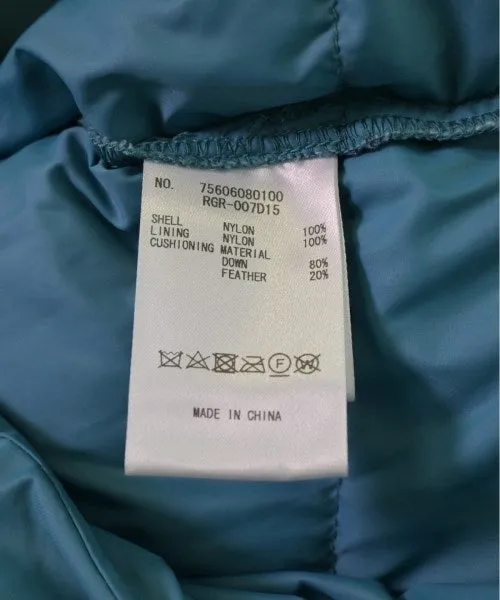 NO. 75606080100
RGR-007D15
SHELL NYLON 100%
LINING NYLON 100%
CUSHIONING MATERIAL
DOWN 80%
FEATHER 20%
F W
MADE IN CHINA